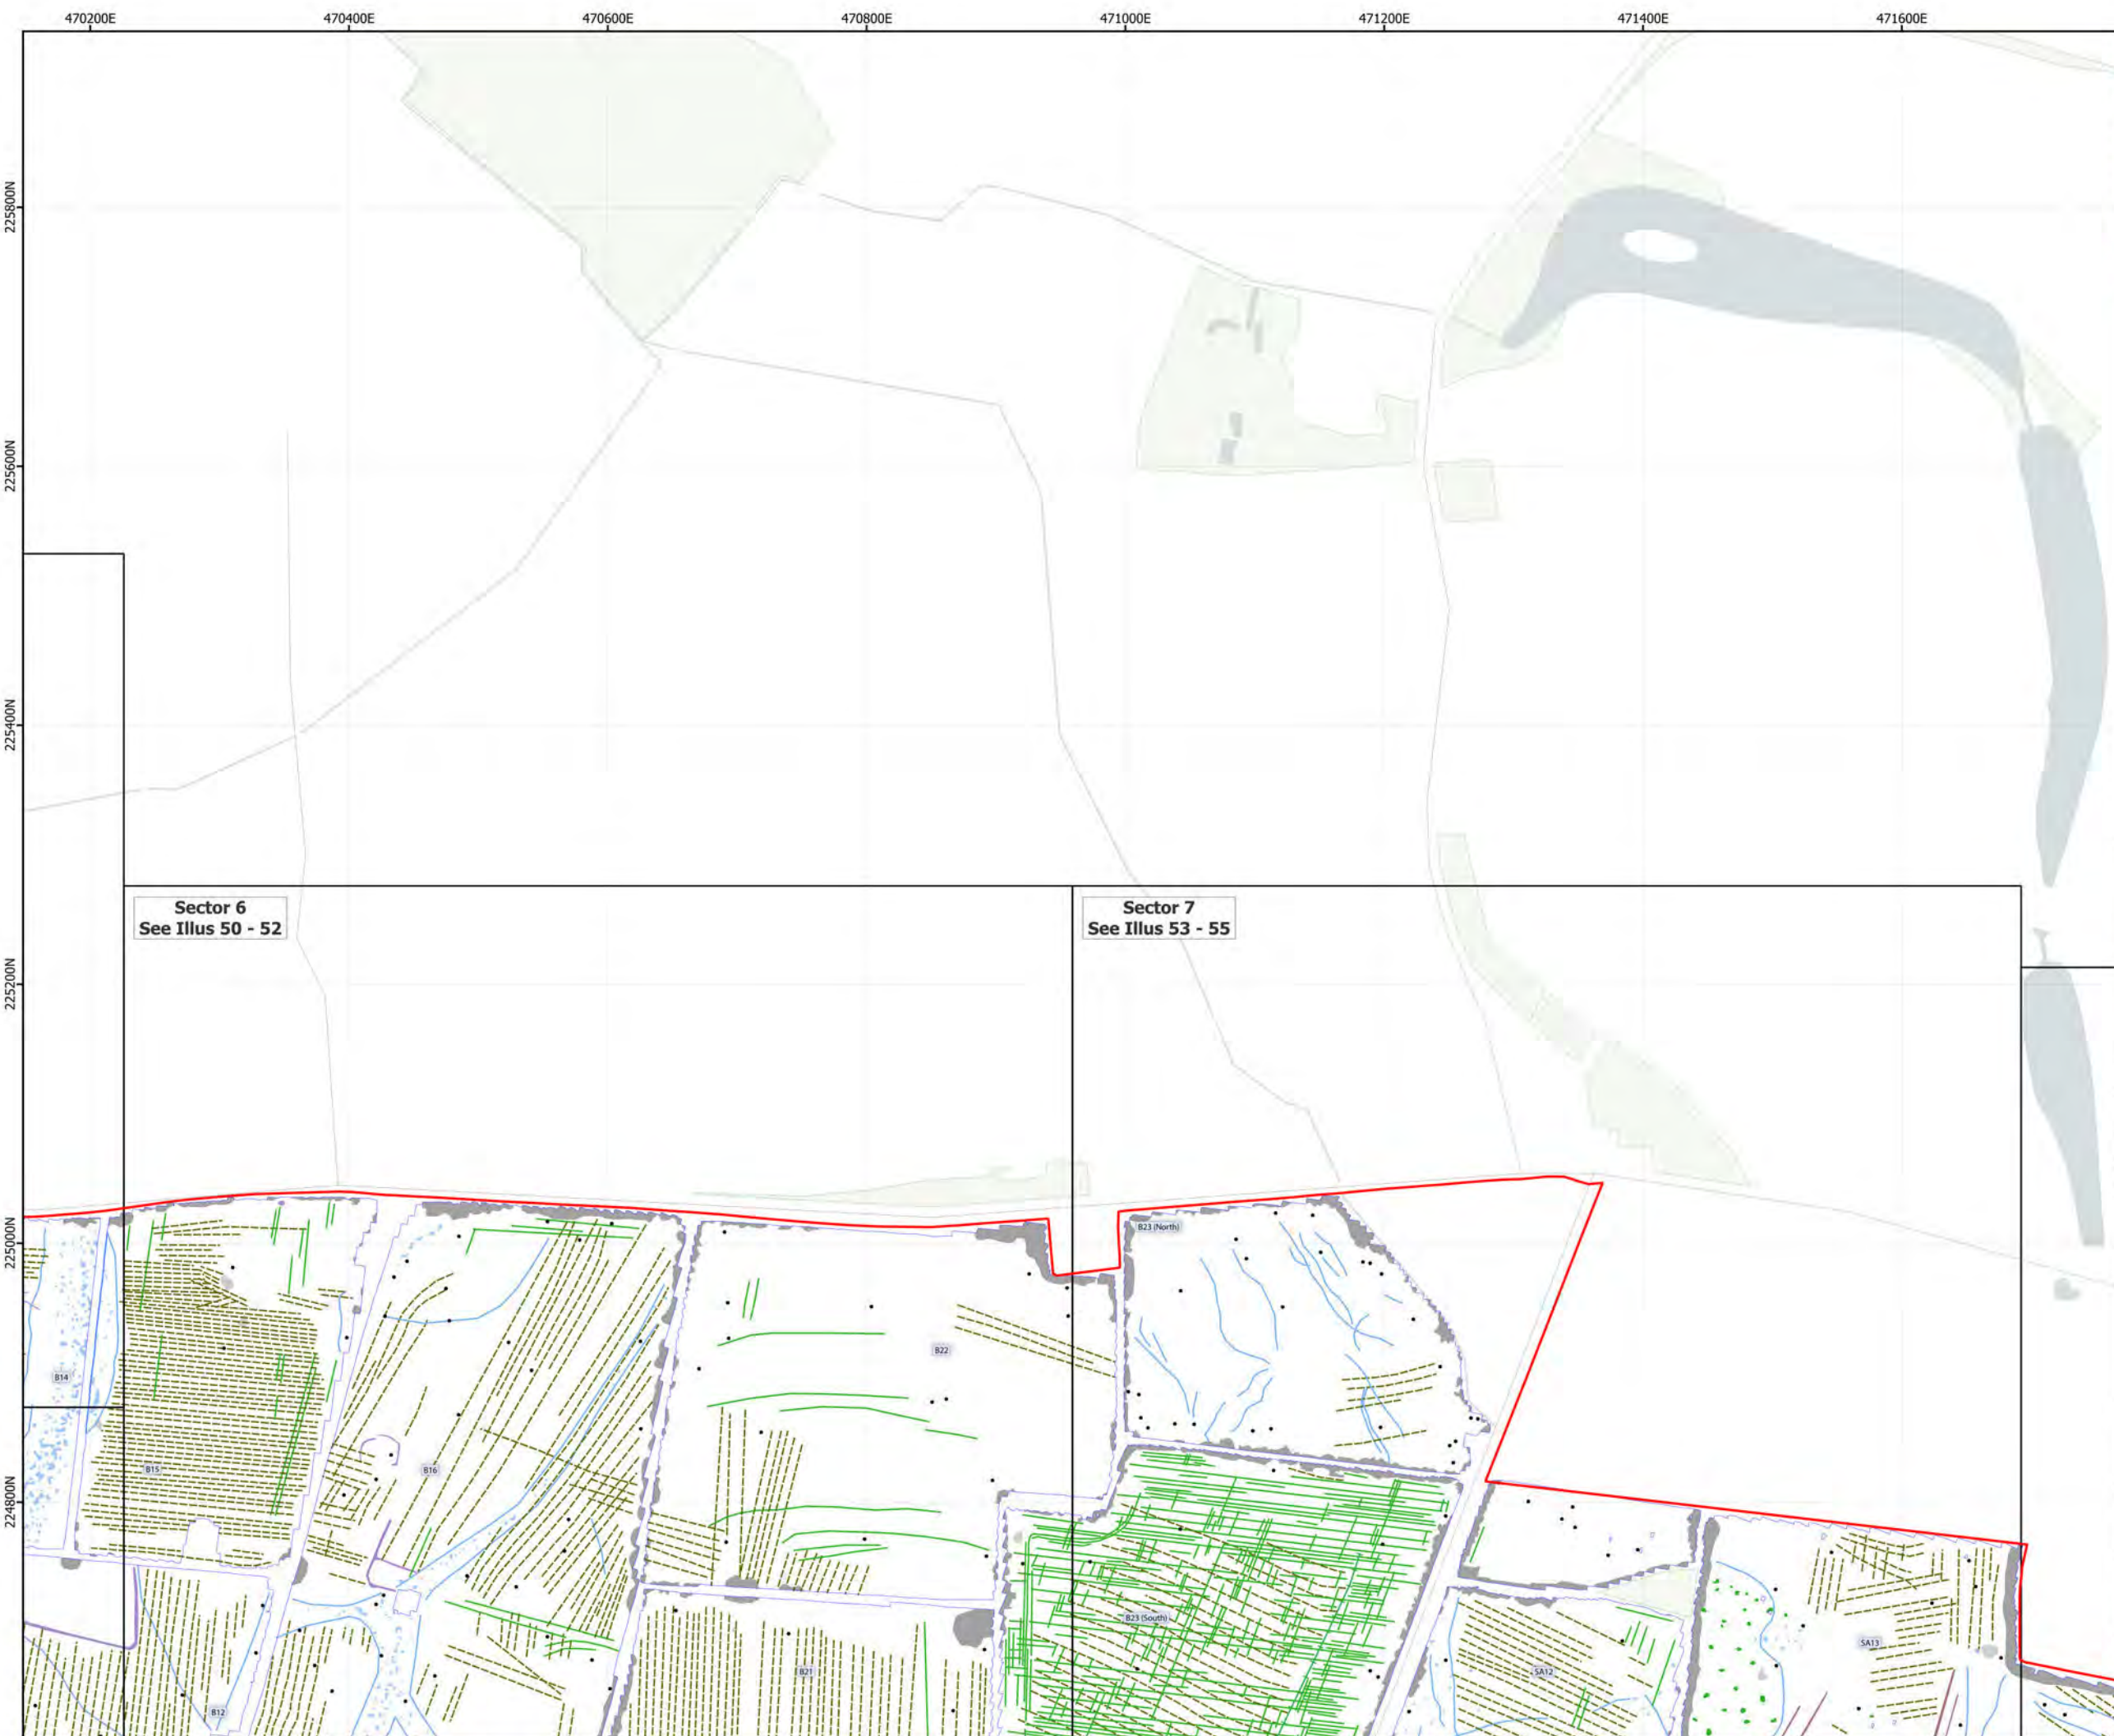 470200E
470400E
470600E
470800E
471000E
471200E
471400E
471600E
225800N
225600N
225400N
225200N
225000N
224800N
Sector 6
See Illus 50 - 52
Sector 7
See Illus 53 - 55
B23 (North)
B22
B14
B15
B16
B23 (South)
SA13
B21
SA12
B12